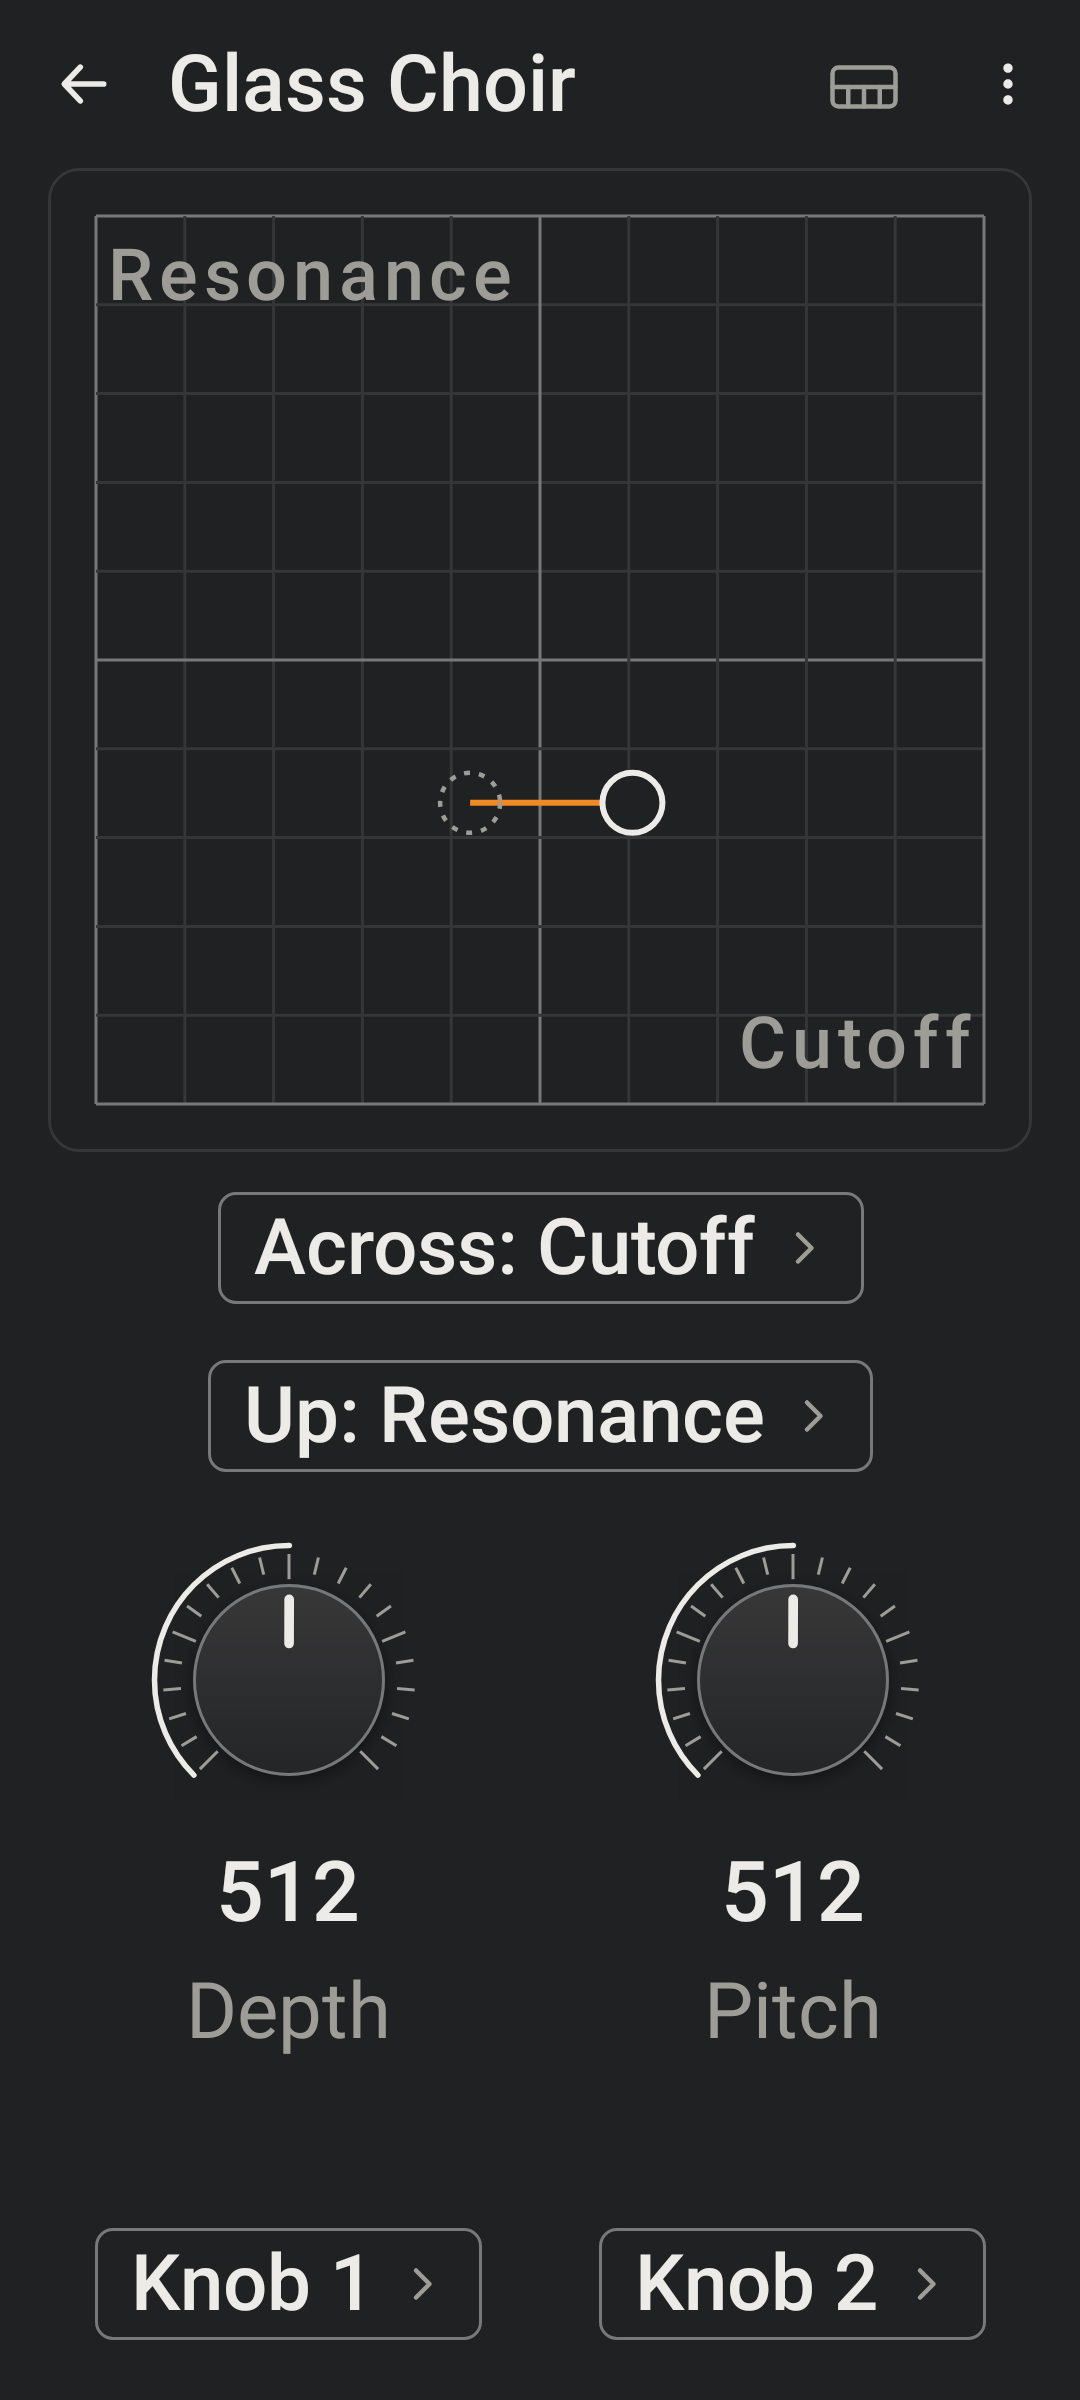 Glass Choir
Resonance
Cutoff
Across: Cutoff
Up: Resonance
512
512
Depth
Pitch
Knob 1
Knob 2